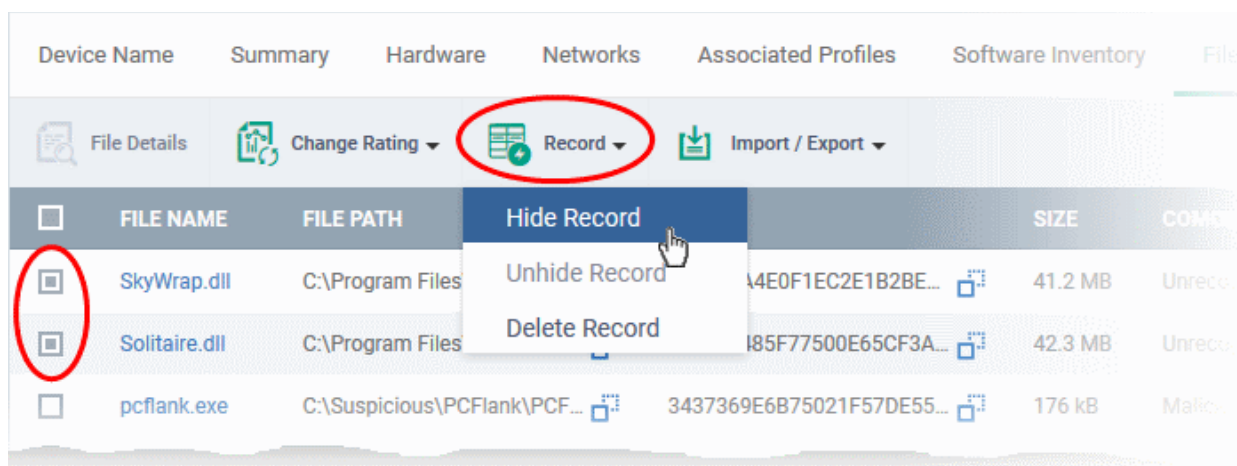 Device Name Summary Hardware Networks Associated Profiles Software Inventory File
File Details Change Rating Record Import / Export
FILE NAME FILE PATH SIZE
Hide Record
SkyWrap.dll C:\Program Files A4E0F1EC2E1B2BE... 41.2 MB
Unhide Record
Solitaire.dll C:\Program Files 485F77500E65CF3A... 42.3 MB
Delete Record
pcflank.exe C:\Suspicious\PCFlank\PCF... 3437369E6B75021F57DE55... 176 kB